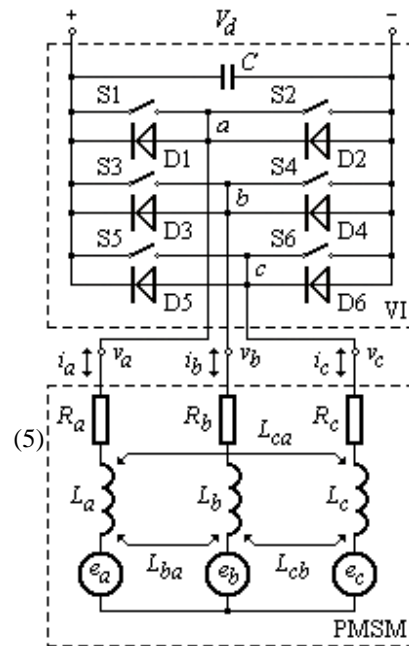 + V_d −
C
S1 S2
a
D1 D2
S3 S4
b
D3 D4
S5 S6
c
D5 D6
VI
i_a v_a i_b v_b i_c v_c
R_a R_b R_c
L_ca
(5)
L_a L_b L_c
e_a L_ba e_b L_cb e_c
PMSM